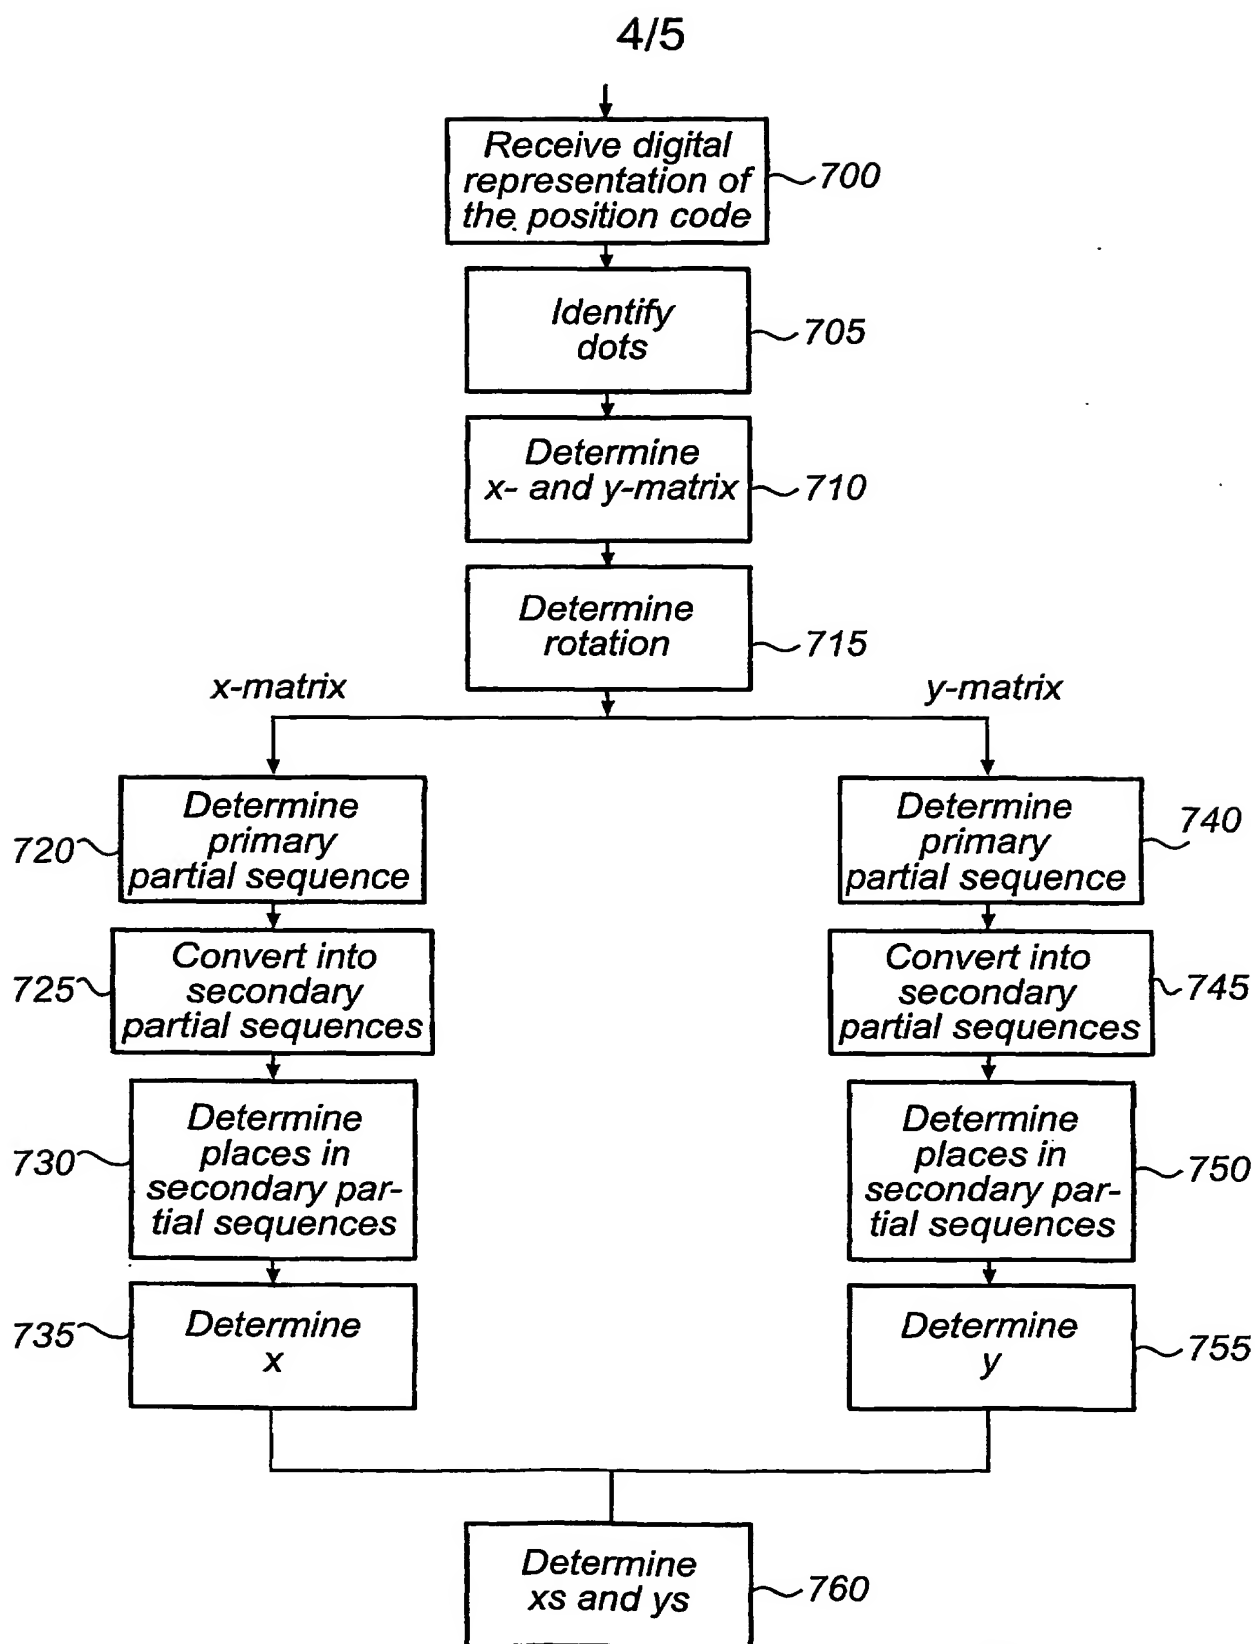 4/5
Receive digital
representation of
the position code
700
Identify
dots
705
Determine
x- and y-matrix
710
Determine
rotation
715
x-matrix
y-matrix
Determine
primary
partial sequence
720
Determine
primary
partial sequence
740
Convert into
secondary
partial sequences
725
Convert into
secondary
partial sequences
745
Determine
places in
secondary par-
tial sequences
730
Determine
places in
secondary par-
tial sequences
750
Determine
x
735
Determine
y
755
Determine
xs and ys
760